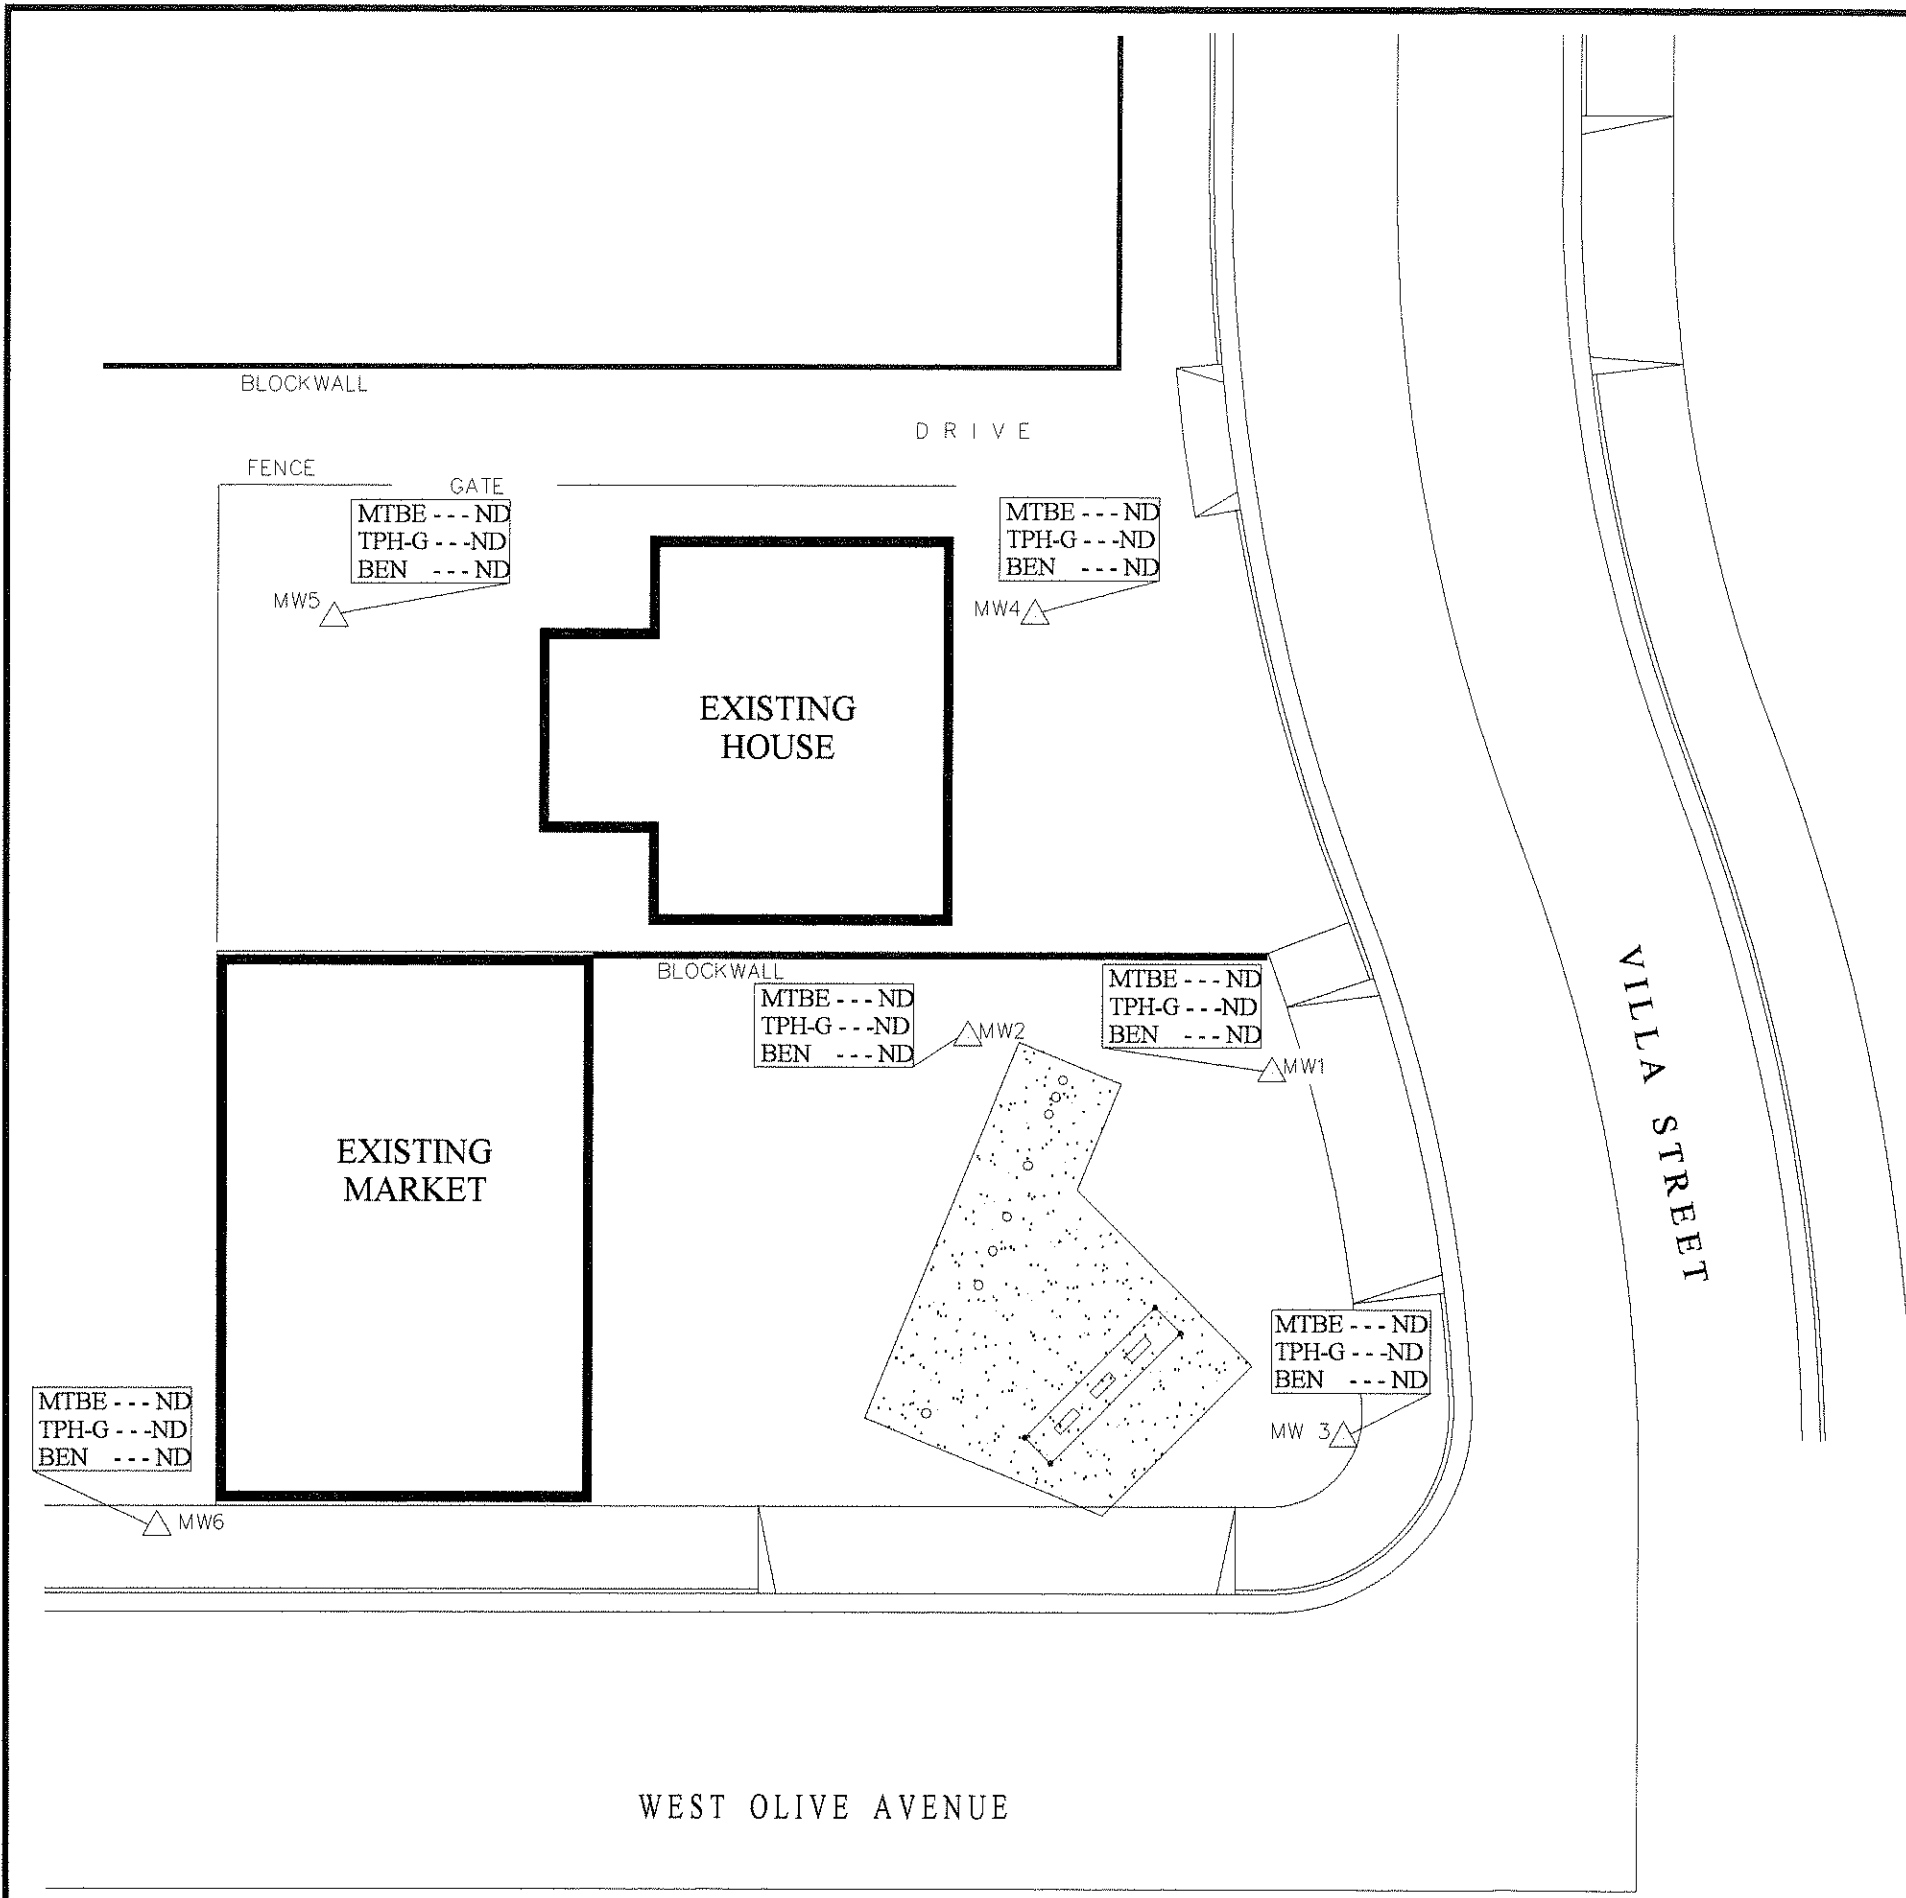 BLOCKWALL
DRIVE
FENCE
GATE
MTBE --- ND
TPH-G ---ND
BEN --- ND
MW5
MTBE --- ND
TPH-G ---ND
BEN --- ND
MW4
EXISTING
HOUSE
BLOCKWALL
MTBE --- ND
TPH-G ---ND
BEN --- ND
MW2
MTBE --- ND
TPH-G ---ND
BEN --- ND
MW1
VILLA STREET
EXISTING
MARKET
MTBE --- ND
TPH-G ---ND
BEN --- ND
MW 3
MTBE --- ND
TPH-G ---ND
BEN --- ND
MW6
WEST OLIVE AVENUE